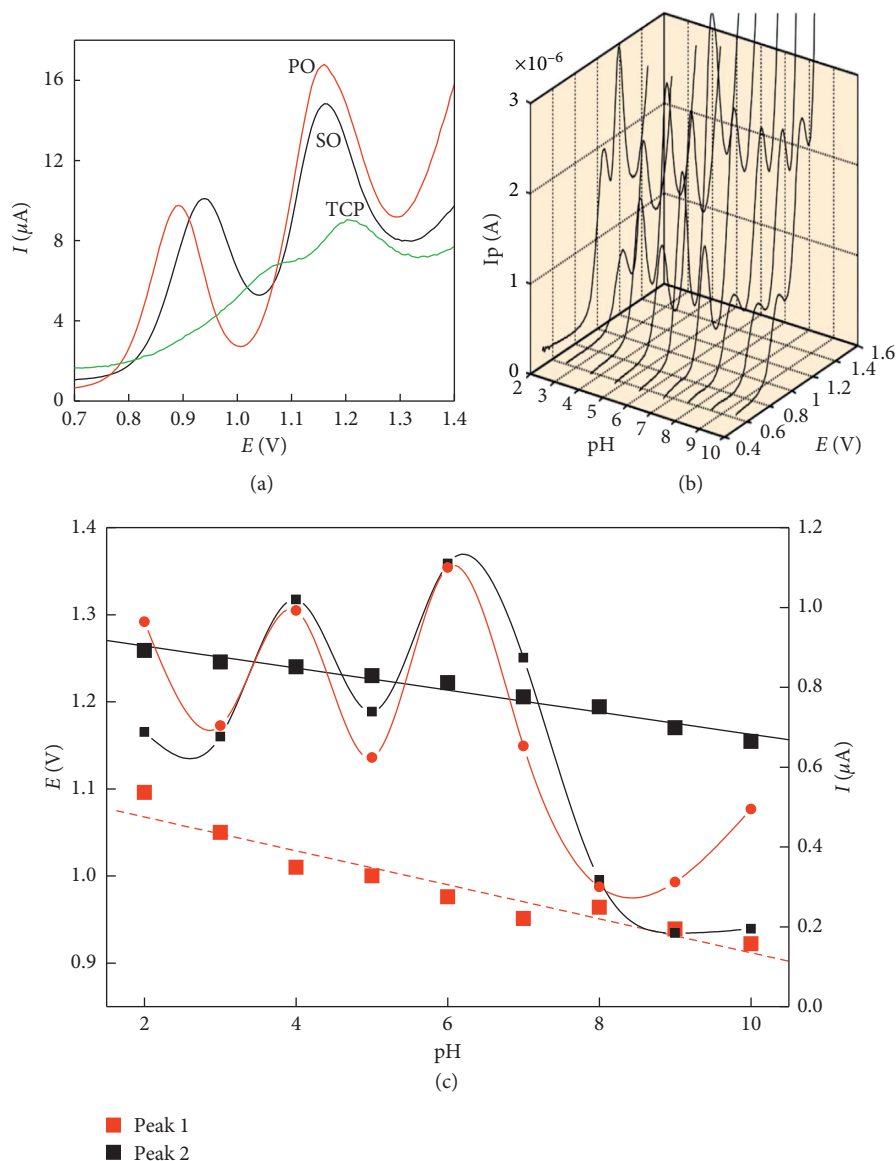 PO
SO
TCP
16
12
8
4
0
I (μA)
0.7 0.8 0.9 1.0 1.1 1.2 1.3 1.4
E (V)
(a)
×10⁻⁶
3
2
1
0
Ip (A)
2 3 4 5 6 7 8 9 10
pH
0.4 0.6 0.8 1 1.2 1.4 1.6
E (V)
(b)
1.4
1.3
1.2
1.1
1.0
0.9
E (V)
1.2
1.0
0.8
0.6
0.4
0.2
0.0
I (μA)
2 4 6 8 10
pH
(c)
Peak 1
Peak 2